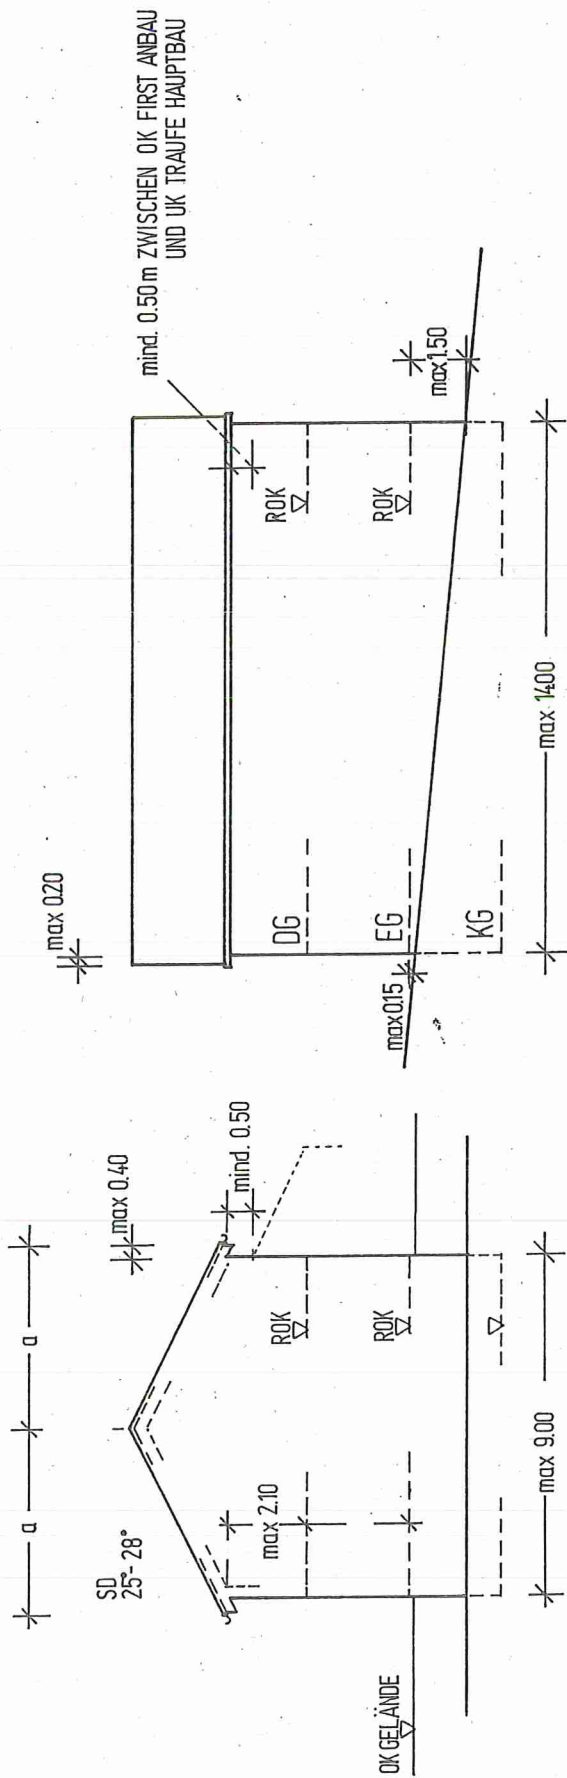 SD
25°- 28°
a
a
max 0.40
mind. 0.50
max 2.10
ROK
ROK
OK GELÄNDE
max 9.00
max 0.20
mind. 0.50 m ZWISCHEN OK FIRST ANBAU
UND UK TRAUFE HAUPTBAU
DG
EG
KG
ROK
ROK
max 0.15
max 1.50
max 14.00